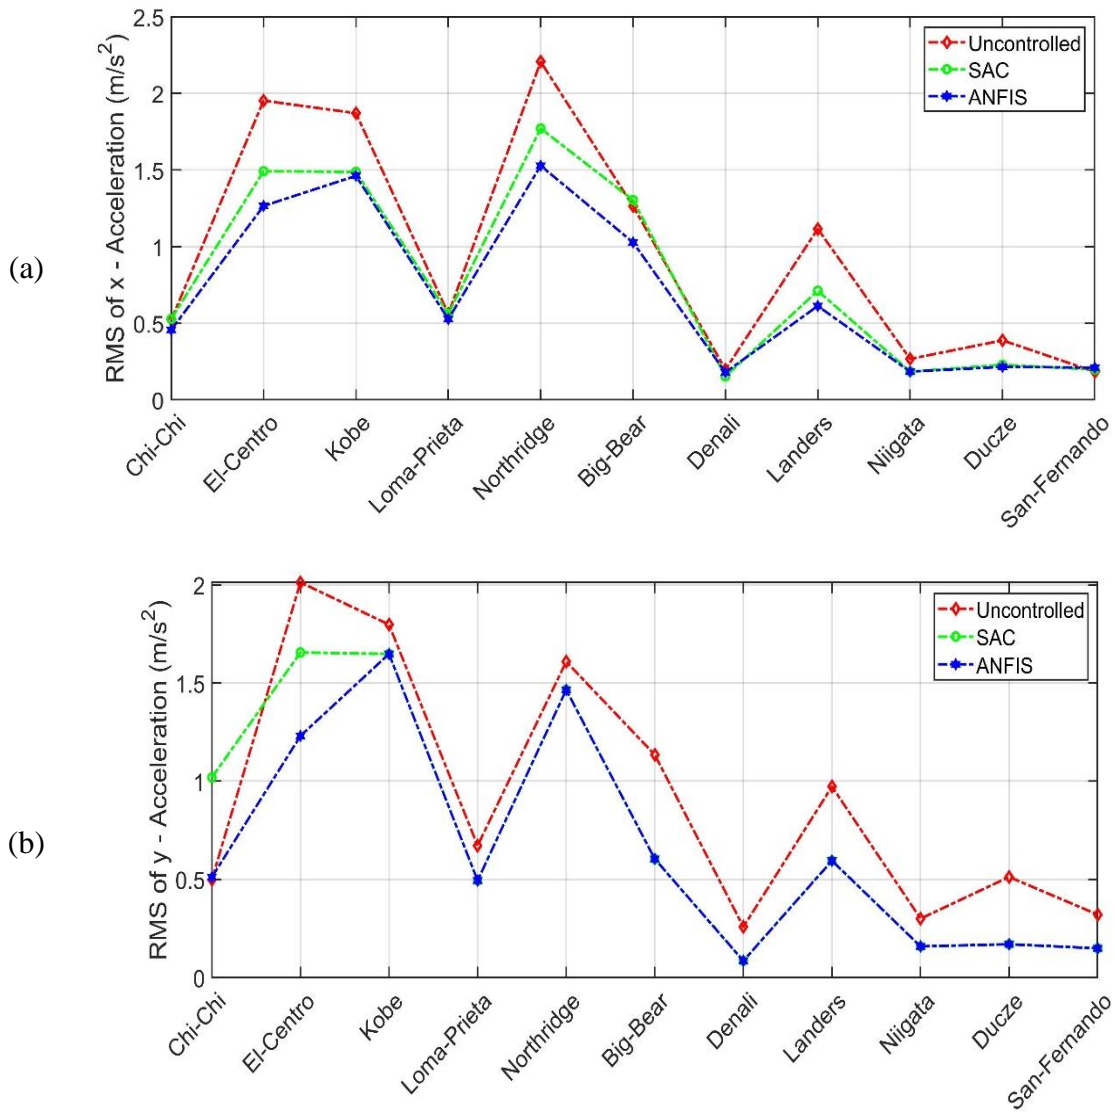 (a)
RMS of x - Acceleration (m/s²)
2.5
2
1.5
1
0.5
0
Uncontrolled
SAC
ANFIS
Chi-Chi
El-Centro
Kobe
Loma-Prieta
Northridge
Big-Bear
Denali
Landers
Niigata
Ducze
San-Fernando
(b)
RMS of y - Acceleration (m/s²)
2
1.5
1
0.5
0
Uncontrolled
SAC
ANFIS
Chi-Chi
El-Centro
Kobe
Loma-Prieta
Northridge
Big-Bear
Denali
Landers
Niigata
Ducze
San-Fernando